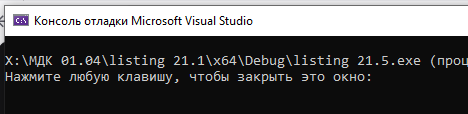 Консоль отладки Microsoft Visual Studio
X:\МДК 01.04\listing 21.1\x64\Debug\listing 21.5.exe
Нажмите любую клавишу, чтобы закрыть это окно: